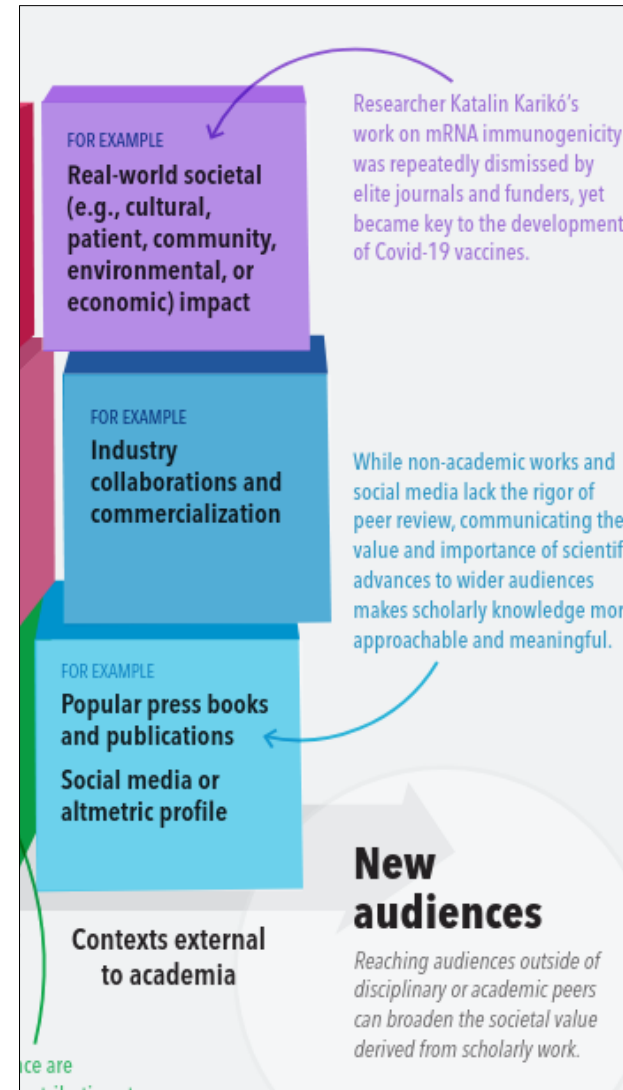 FOR EXAMPLE
Real-world societal
(e.g., cultural,
patient, community,
environmental, or
economic) impact
Researcher Katalin Karikó's
work on mRNA immunogenicity
was repeatedly dismissed by
elite journals and funders, yet
became key to the development
of Covid-19 vaccines.
FOR EXAMPLE
Industry
collaborations and
commercialization
While non-academic works and
social media lack the rigor of
peer review, communicating the
value and importance of scientif
advances to wider audiences
makes scholarly knowledge mor
approachable and meaningful.
FOR EXAMPLE
Popular press books
and publications
Social media or
altmetric profile
Contexts external
to academia
New
audiences
Reaching audiences outside of
disciplinary or academic peers
can broaden the societal value
derived from scholarly work.
nce are